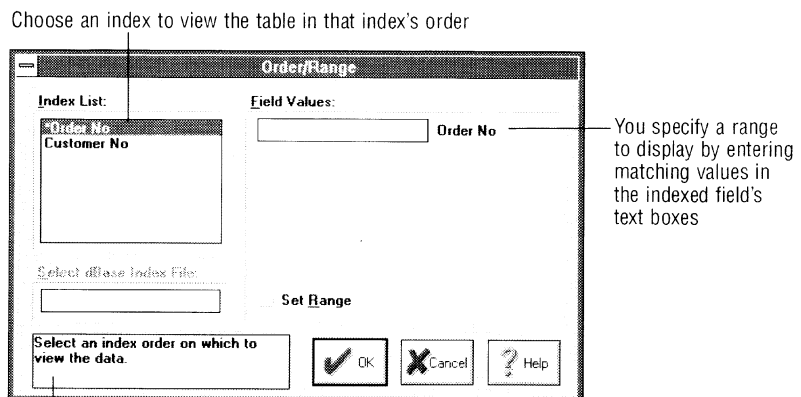 Choose an index to view the table in that index's order
Order/Range
Index List:
Field Values:
*Order No
Customer No
Order No
You specify a range
to display by entering
matching values in
the indexed field's
text boxes
Select dBase Index File:
Set Range
Select an index order on which to
view the data.
OK
Cancel
Help